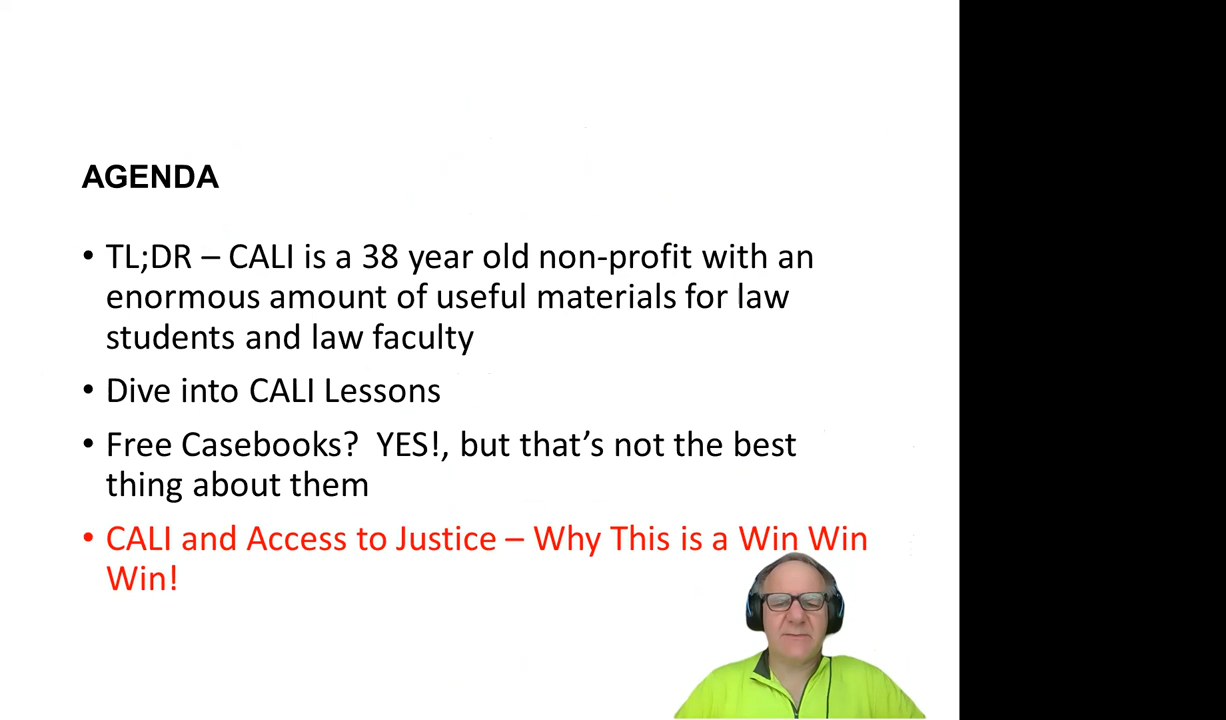 AGENDA
• TL;DR – CALI is a 38 year old non-profit with an
enormous amount of useful materials for law
students and law faculty
• Dive into CALI Lessons
• Free Casebooks?  YES!, but that’s not the best
thing about them
• CALI and Access to Justice – Why This is a Win Win
Win!